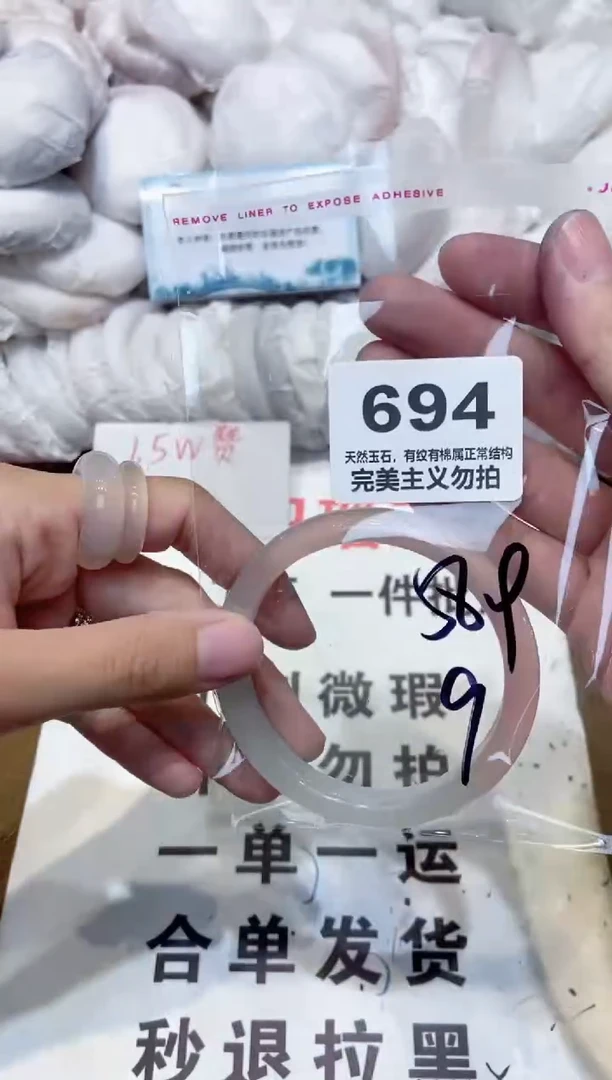 REMOVE LINER TO EXPOSE ADHESIVE
694
天然玉石，有纹有棉属正常结构
完美主义勿拍
1.5W
一件批
584
9
微瑕
勿拍
一单一运
合单发货
秒退拉黑